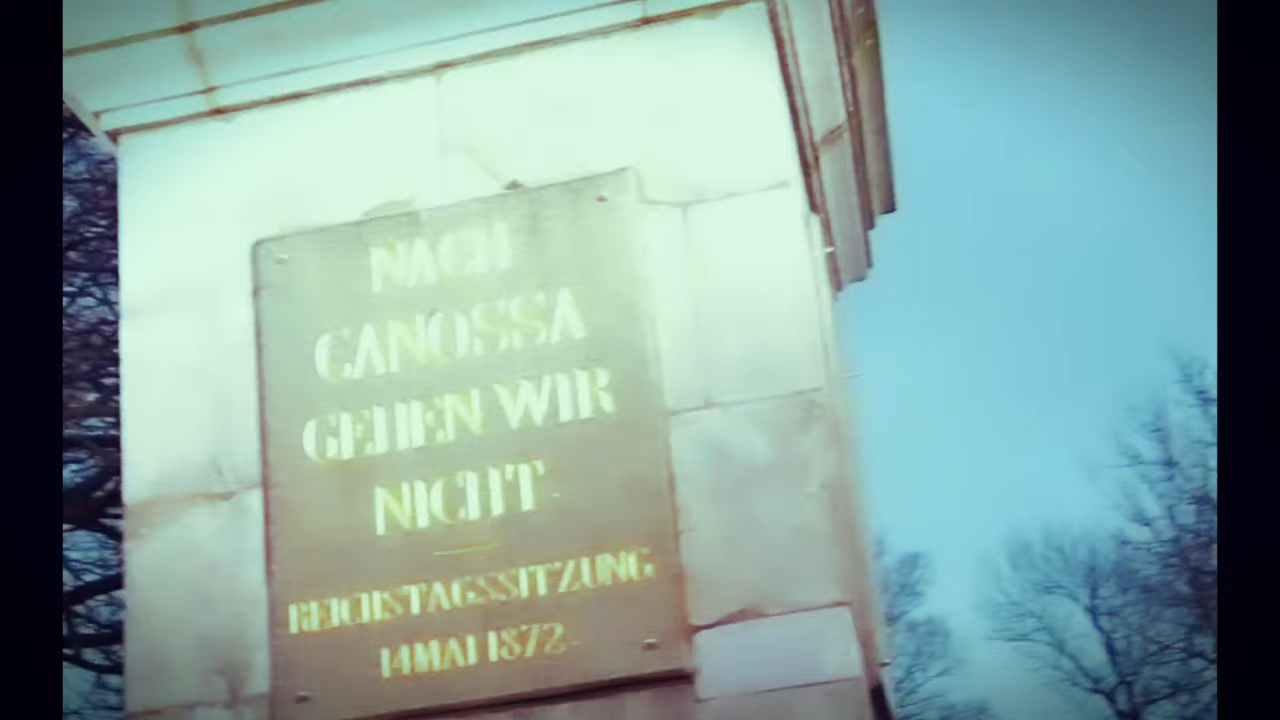 NACH
CANOSSA
GEHEN WIR
NICHT
REICHSTAGSSITZUNG
14 MAI 1872.